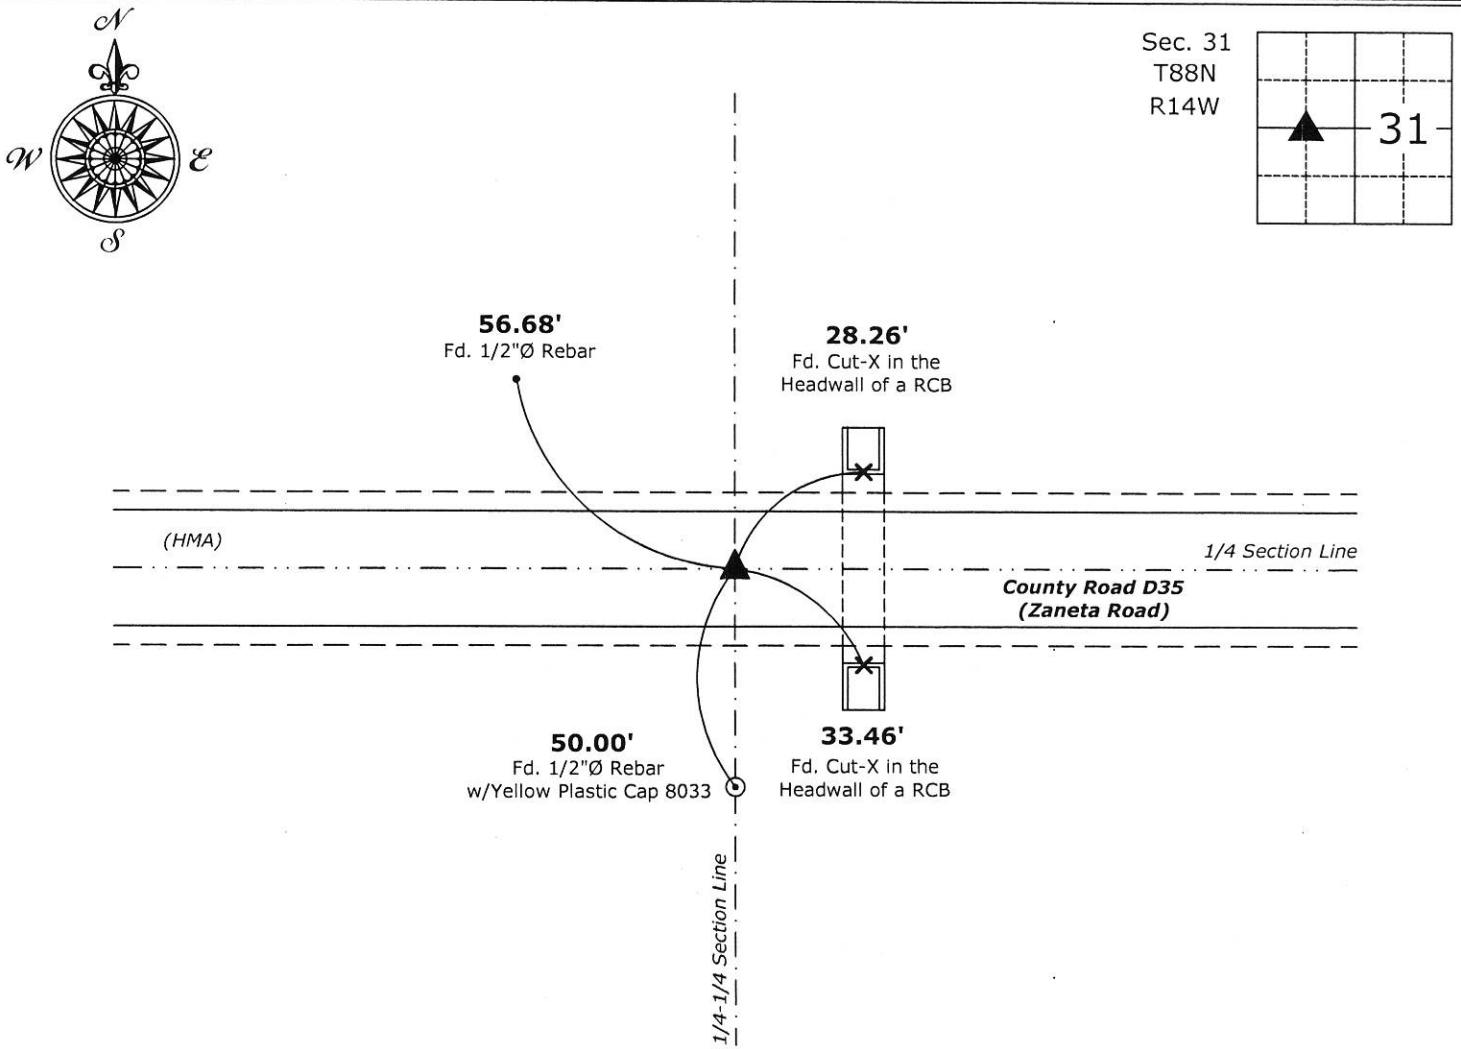 N
W
E
S
Sec. 31
T88N
R14W
31
56.68'
Fd. 1/2"Ø Rebar
28.26'
Fd. Cut-X in the
Headwall of a RCB
(HMA)
1/4 Section Line
County Road D35
(Zaneta Road)
50.00'
Fd. 1/2"Ø Rebar
w/Yellow Plastic Cap 8033
33.46'
Fd. Cut-X in the
Headwall of a RCB
1/4-1/4 Section Line